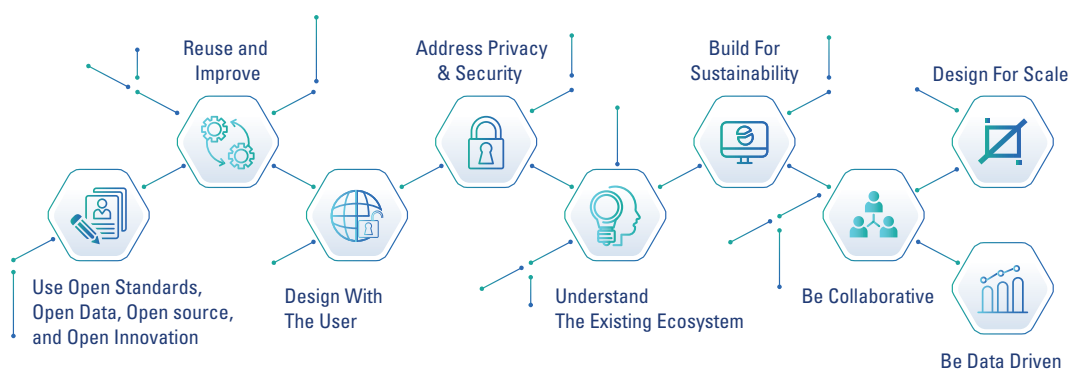 Reuse and
Improve
Address Privacy
& Security
Build For
Sustainability
Design For Scale
Use Open Standards,
Open Data, Open source,
and Open Innovation
Design With
The User
Understand
The Existing Ecosystem
Be Collaborative
Be Data Driven